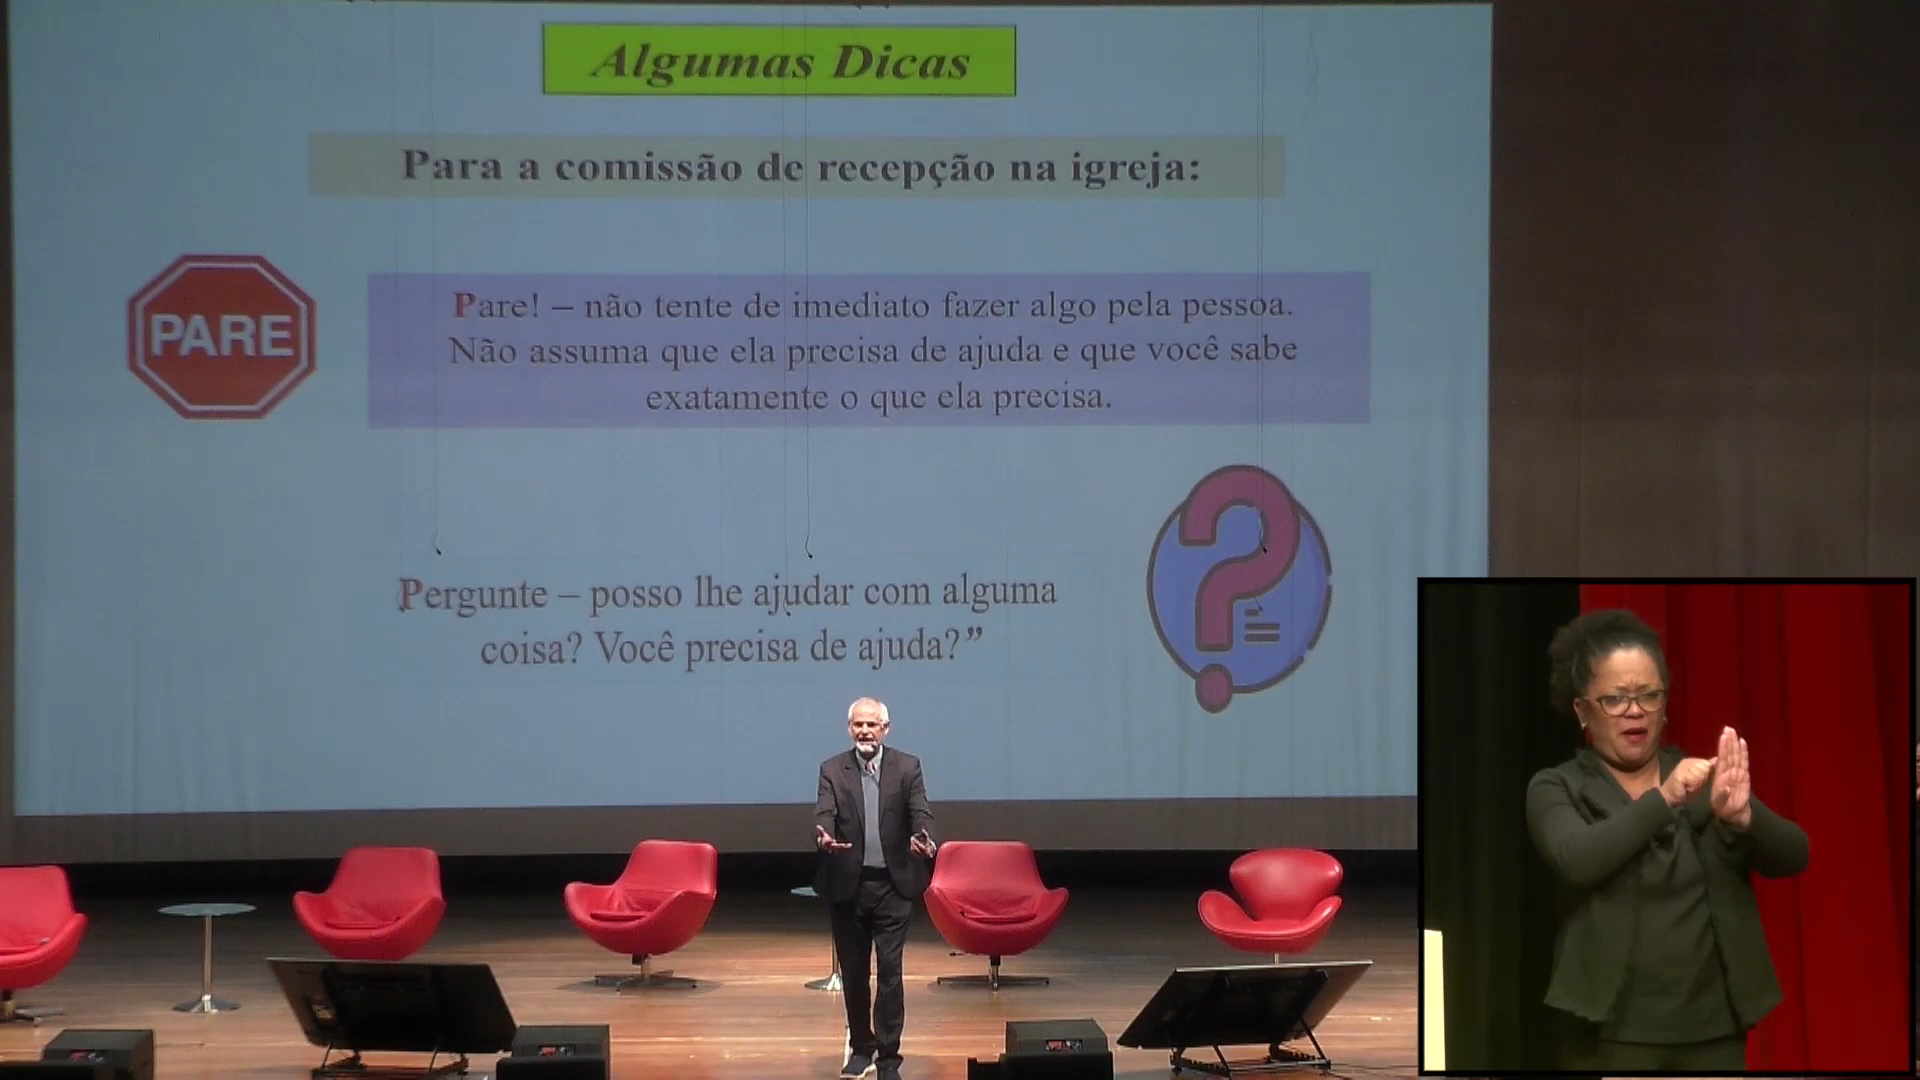 Algumas Dicas
Para a comissão de recepção na igreja:
PARE
Pare! – não tente de imediato fazer algo pela pessoa.
Não assuma que ela precisa de ajuda e que você sabe
exatamente o que ela precisa.
Pergunte – posso lhe ajudar com alguma
coisa? Você precisa de ajuda?”